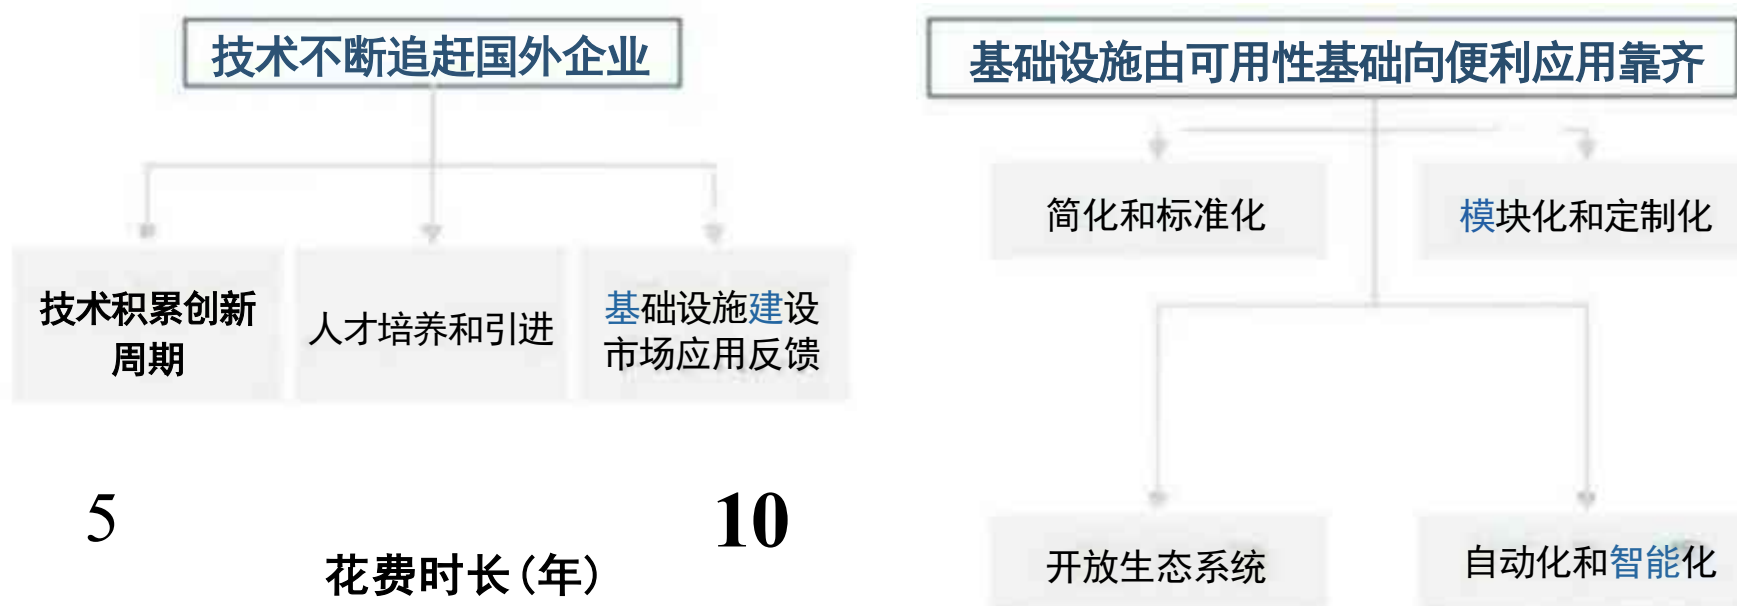 技术不断追赶国外企业
技术积累创新
周期
人才培养和引进
基础设施建设
市场应用反馈
5
10
花费时长(年)
基础设施由可用性基础向便利应用靠齐
简化和标准化
模块化和定制化
开放生态系统
自动化和智能化